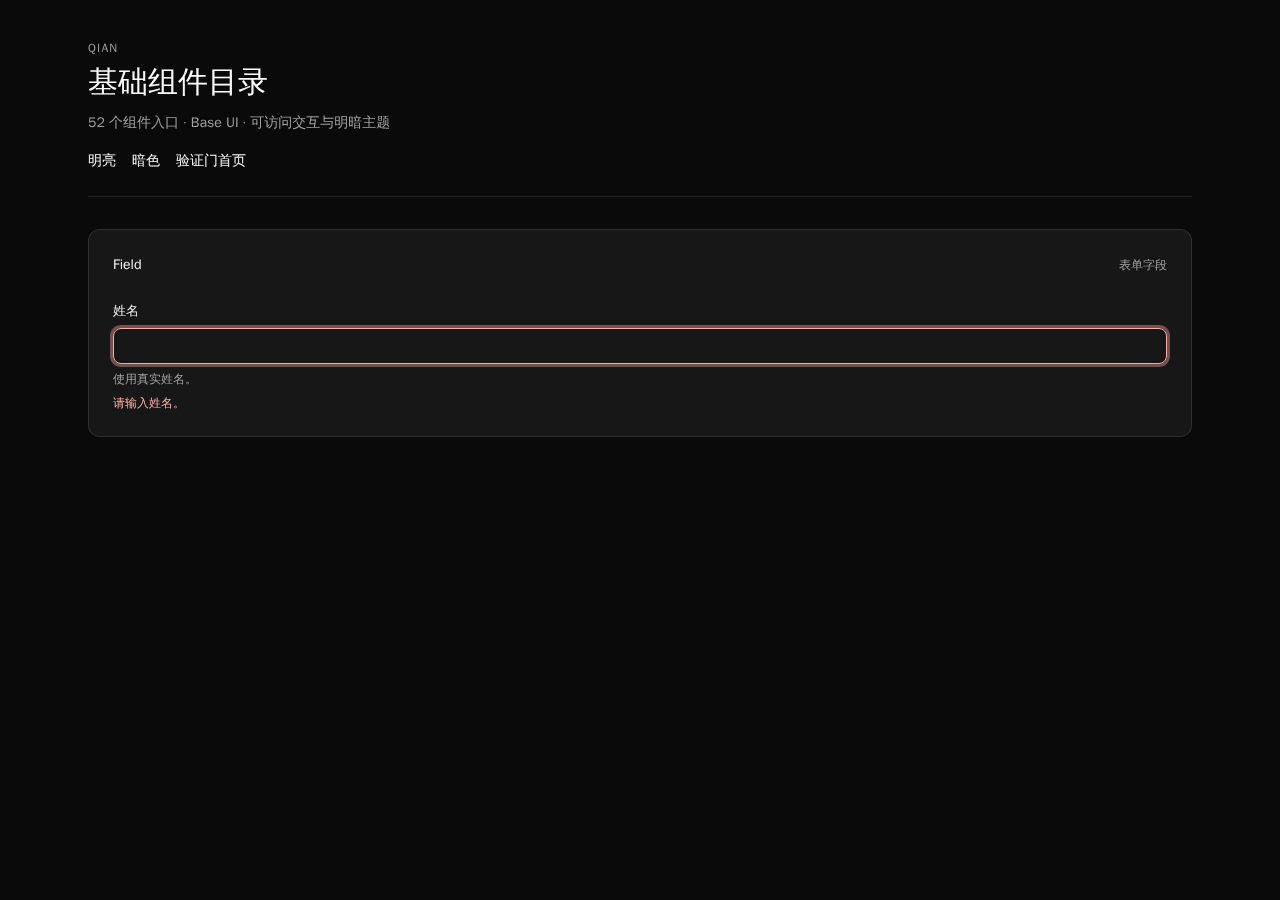 QIAN
基础组件目录
52 个组件入口 · Base UI · 可访问交互与明暗主题
明亮 暗色 验证门首页
Field 表单字段
姓名
使用真实姓名。
请输入姓名。